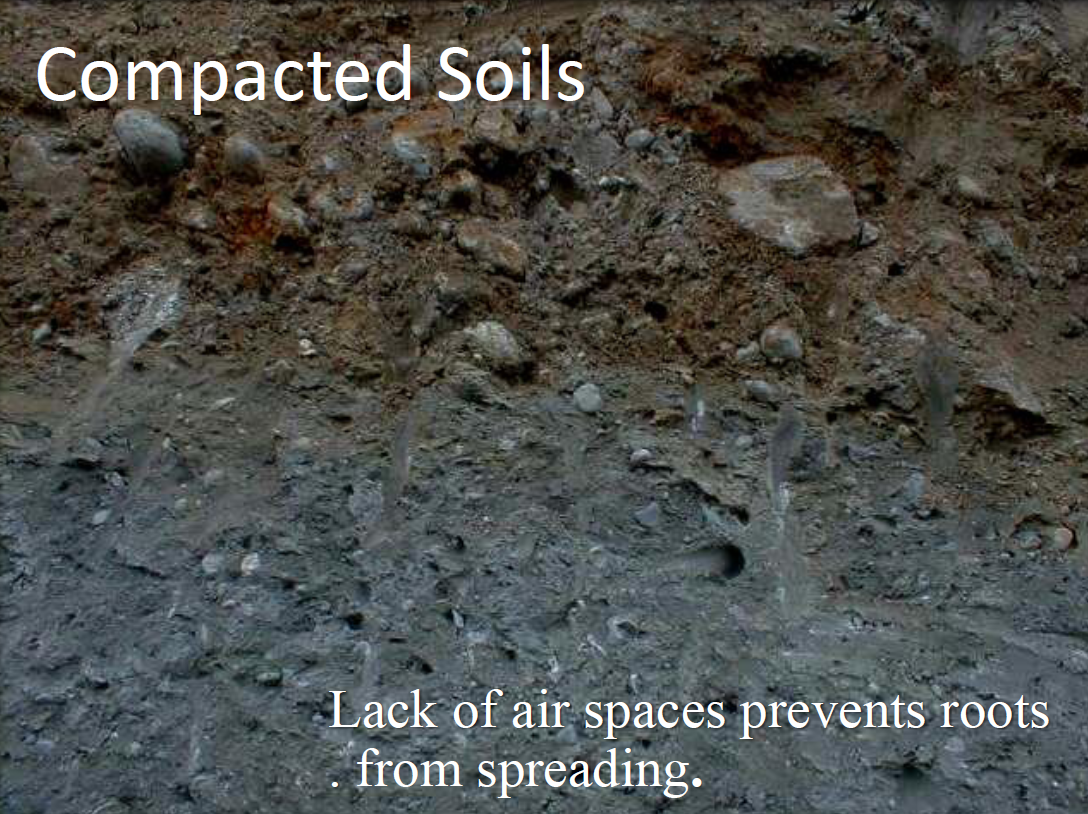 Compacted Soils
Lack of air spaces prevents roots
. from spreading.